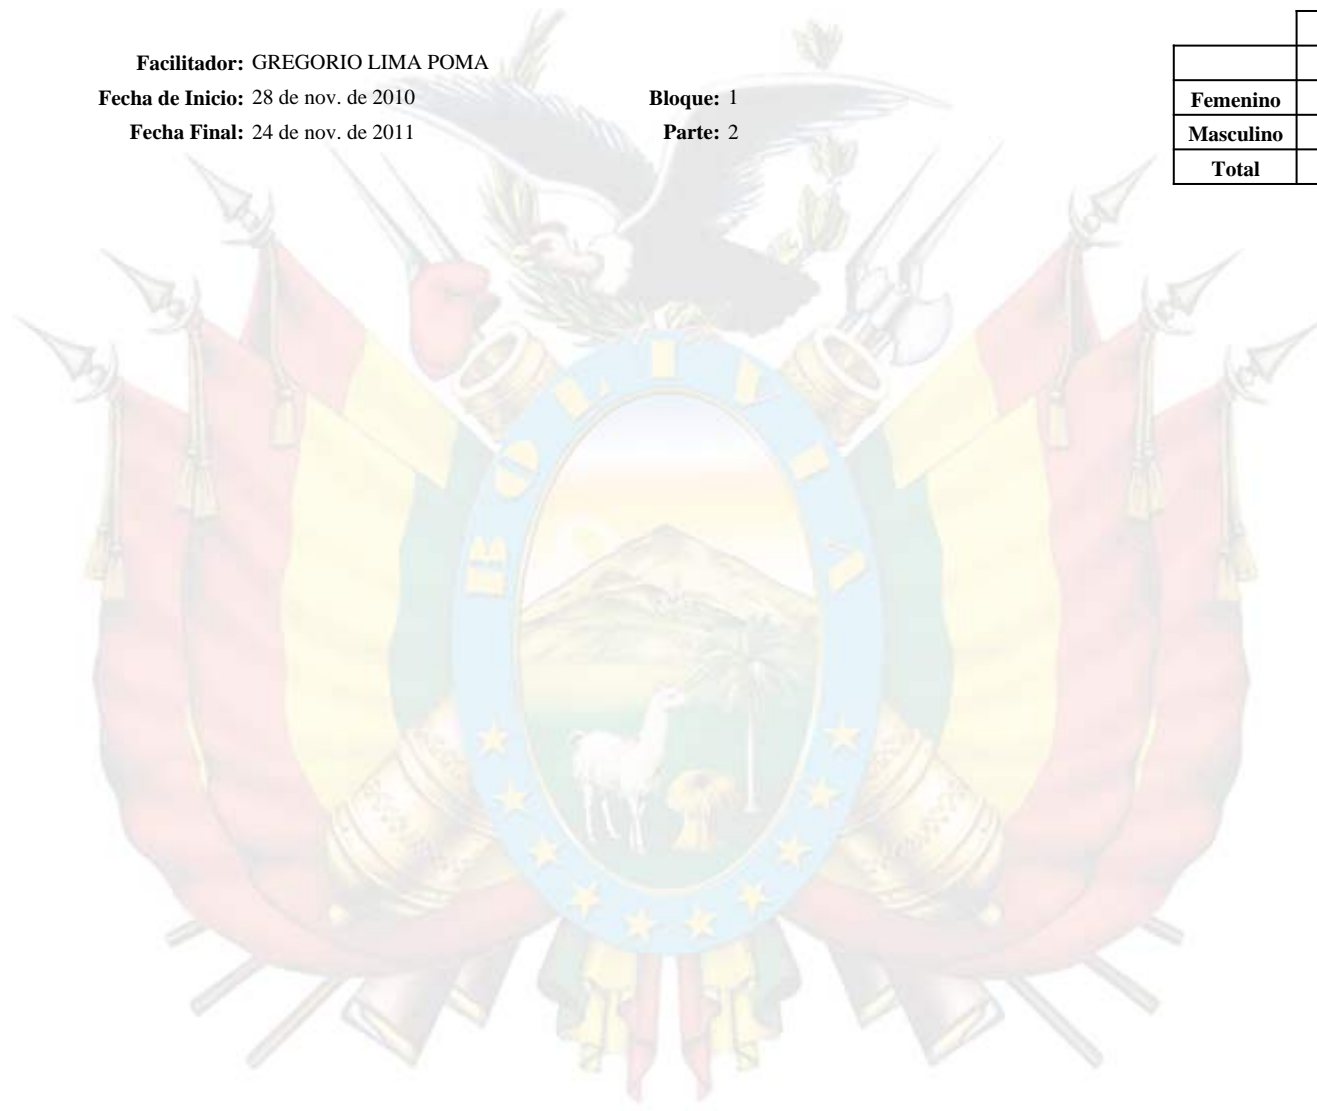 Facilitador: GREGORIO LIMA POMA
Fecha de Inicio: 28 de nov. de 2010 Bloque: 1
Fecha Final: 24 de nov. de 2011 Parte: 2
Femenino
Masculino
Total
BOLIVIA